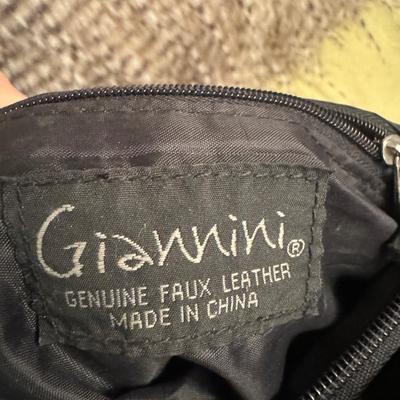 Giannini®
GENUINE FAUX LEATHER
MADE IN CHINA